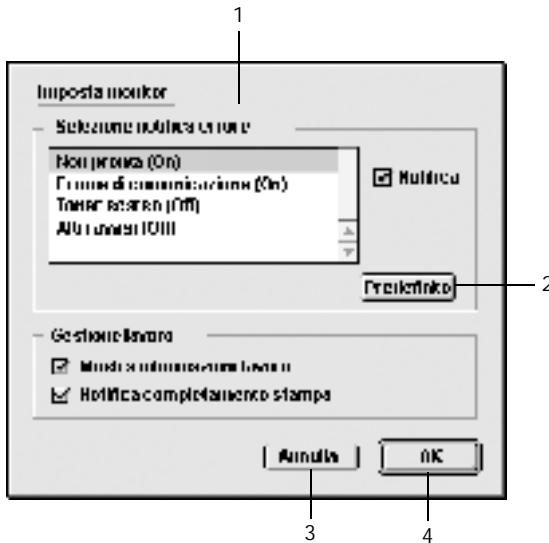 1
Imposta monitor
Selezione notifica errore
Non pronta (On)
Errore di comunicazione (On)
Toner scarso (Off)
Altri avvisi (Off)
Notifica
Predefinito
2
Gestione lavoro
Mostra informazioni lavoro
Notifica completamento stampa
Annulla
OK
3
4